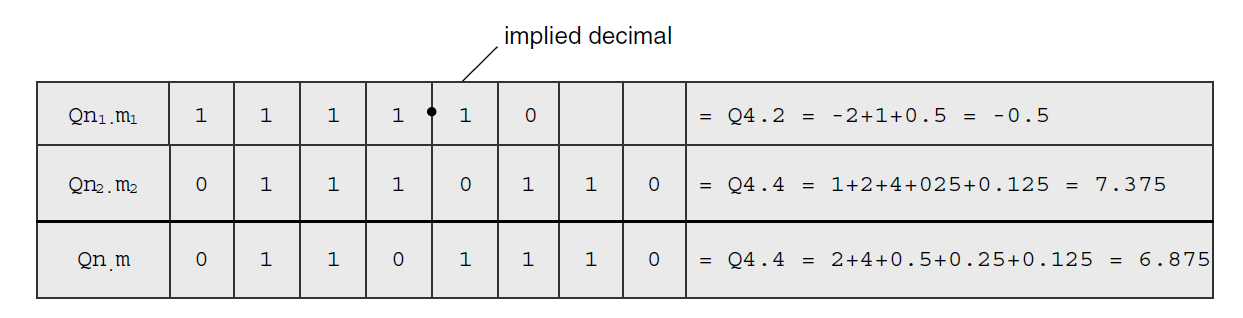 implied decimal
Qn₁.m₁ 1 1 1 1 1 0 = Q4.2 = -2+1+0.5 = -0.5
Qn₂.m₂ 0 1 1 1 0 1 1 0 = Q4.4 = 1+2+4+025+0.125 = 7.375
Qn.m 0 1 1 0 1 1 1 0 = Q4.4 = 2+4+0.5+0.25+0.125 = 6.875